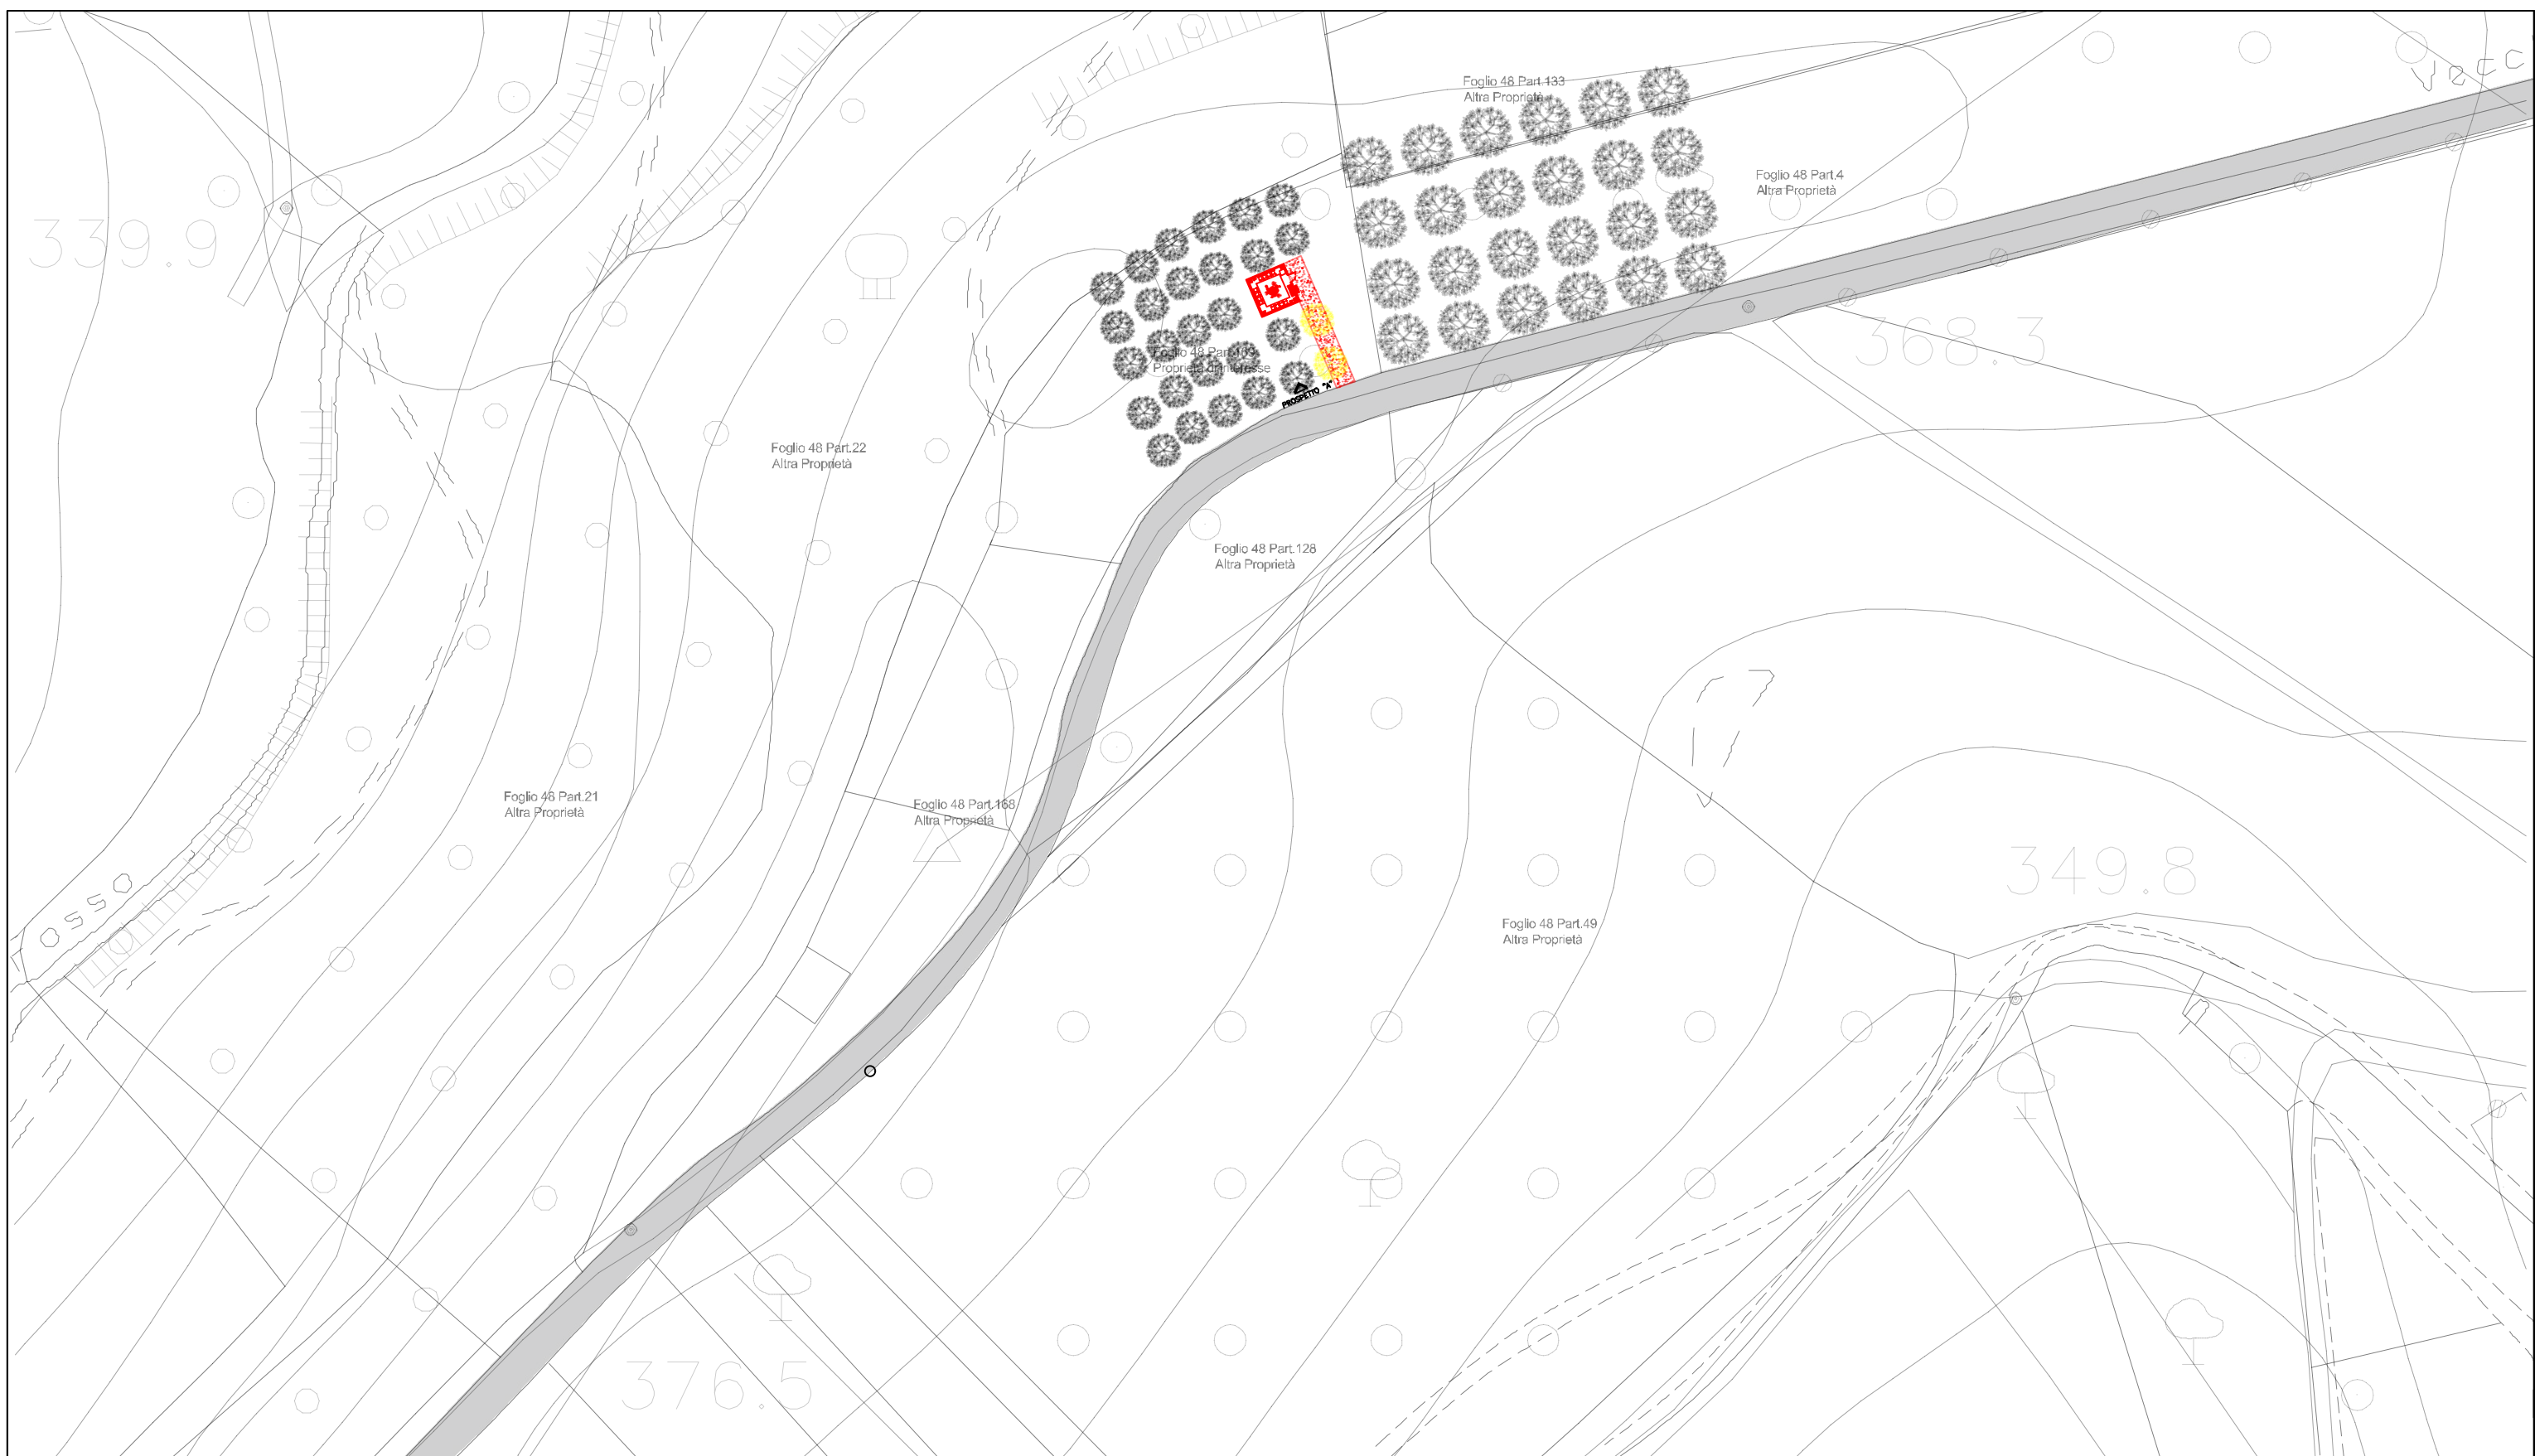 Foglio 48 Part.133
Altra Proprietà
Foglio 48 Part.4
Altra Proprietà
339.9
368.3
Proprietà di interesse
PROSPETTO "A"
Foglio 48 Part.22
Altra Proprietà
Foglio 48 Part.128
Altra Proprietà
Foglio 48 Part.21
Altra Proprietà
Foglio 48 Part.168
Altra Proprietà
349.8
Foglio 48 Part.49
Altra Proprietà
OSSO
376.5